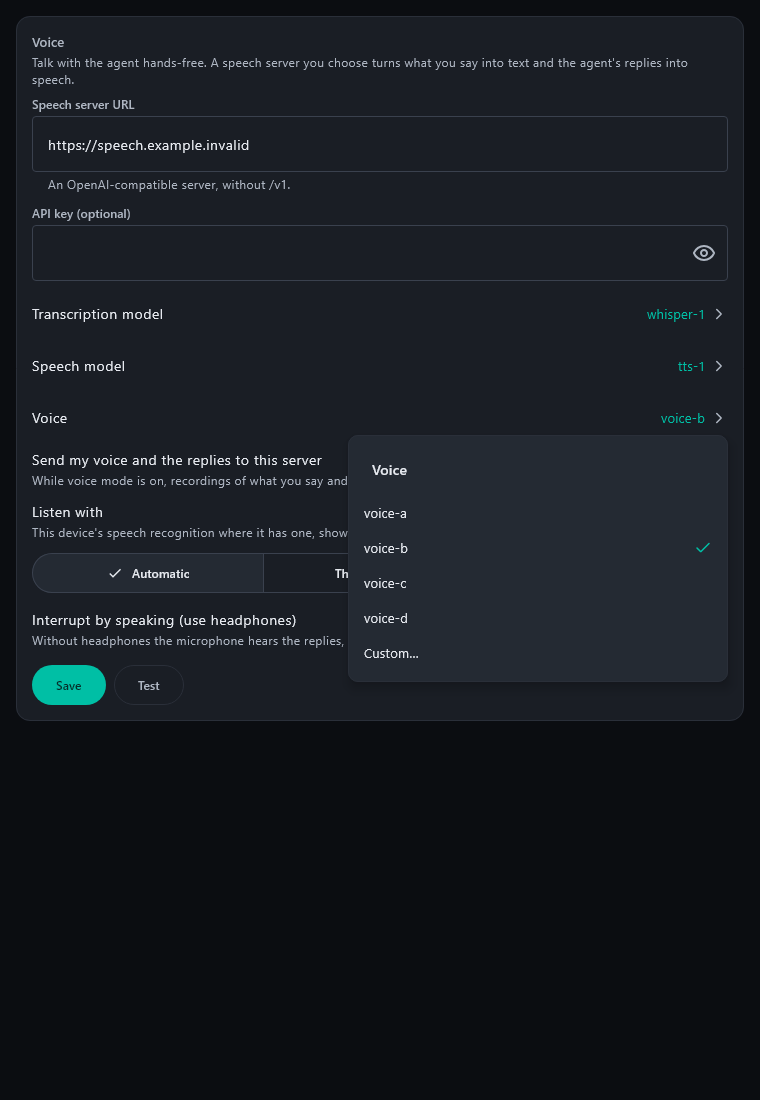 Voice
Talk with the agent hands-free. A speech server you choose turns what you say into text and the agent's replies into
speech.
Speech server URL
https://speech.example.invalid
An OpenAI-compatible server, without /v1.
API key (optional)
Transcription model whisper-1
Speech model tts-1
Voice voice-b
Send my voice and the replies to this server
While voice mode is on, recordings of what you say and
Listen with
This device's speech recognition where it has one, show
Automatic Th
Interrupt by speaking (use headphones)
Without headphones the microphone hears the replies,
Save Test
Voice
voice-a
voice-b
voice-c
voice-d
Custom...